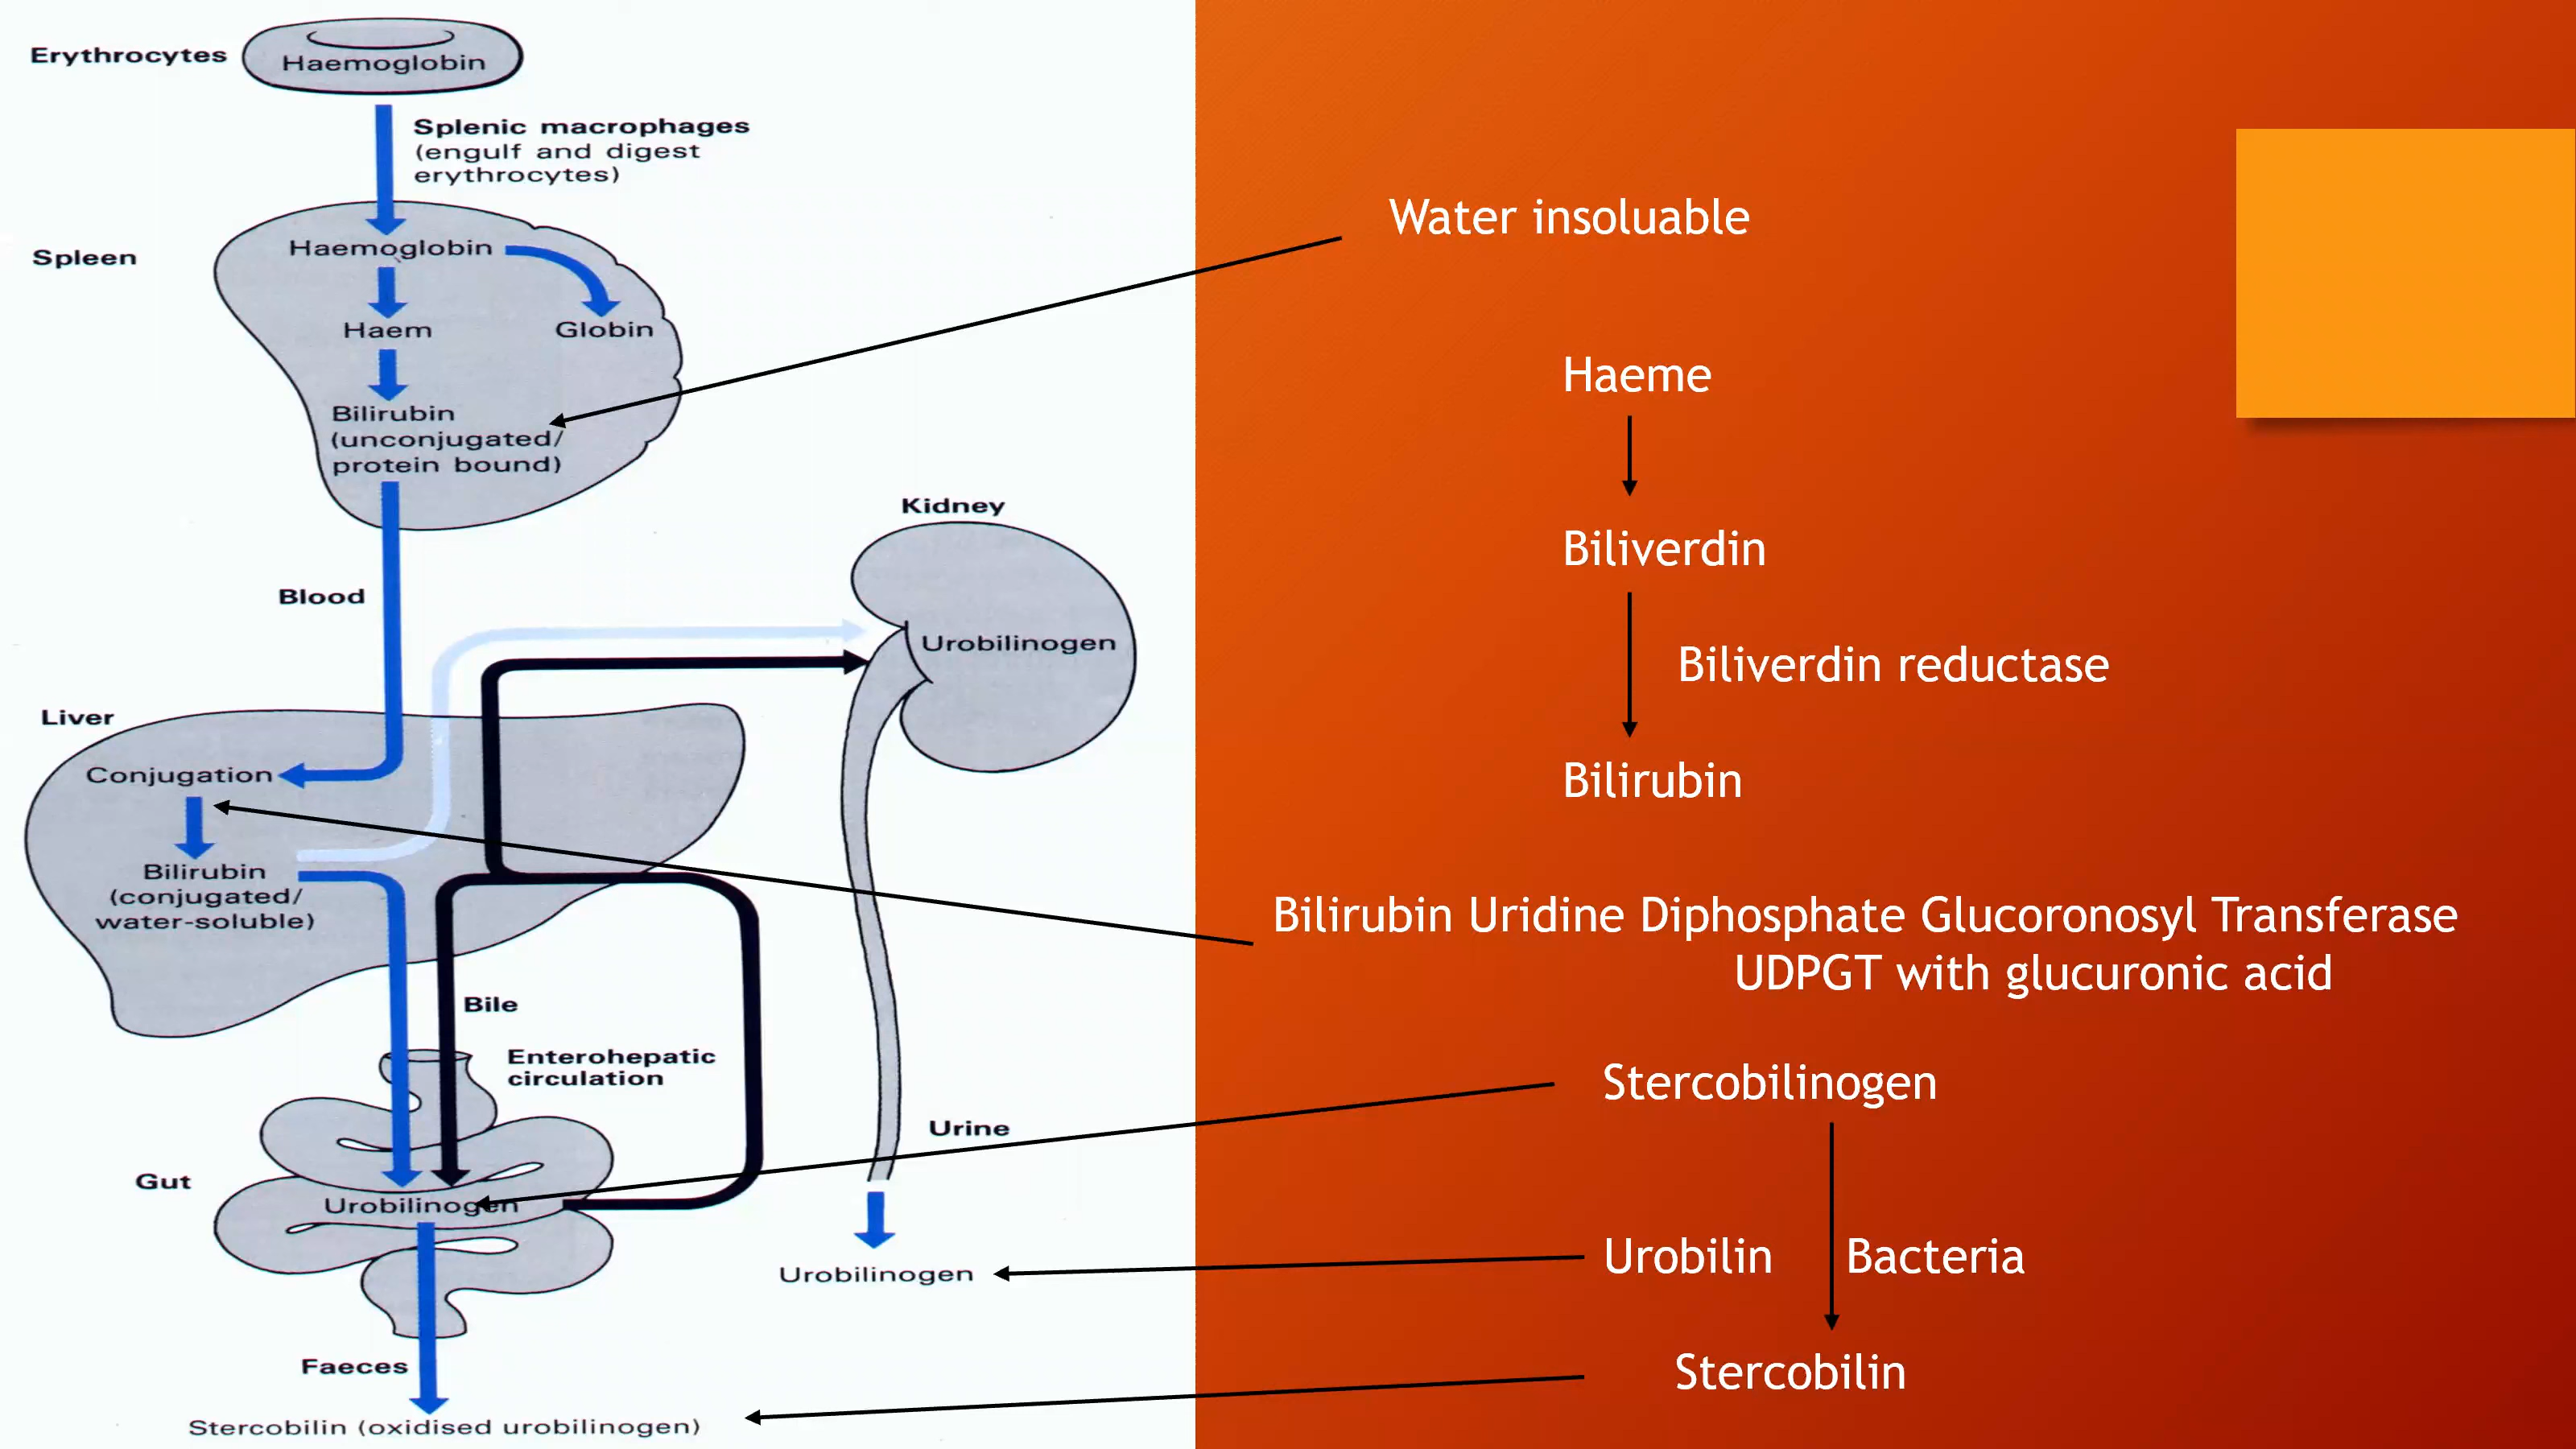 Erythrocytes
Haemoglobin
Splenic macrophages
(engulf and digest
erythrocytes)
Spleen
Haemoglobin
Haem
Globin
Bilirubin
(unconjugated/
protein bound)
Blood
Kidney
Urobilinogen
Liver
Conjugation
Bilirubin
(conjugated/
water-soluble)
Bile
Enterohepatic
circulation
Urine
Gut
Urobilinogen
Urobilinogen
Faeces
Stercobilin (oxidised urobilinogen)
Water insoluable
Haeme
Biliverdin
Biliverdin reductase
Bilirubin
Bilirubin Uridine Diphosphate Glucoronosyl Transferase
UDPGT with glucuronic acid
Stercobilinogen
Urobilin
Bacteria
Stercobilin